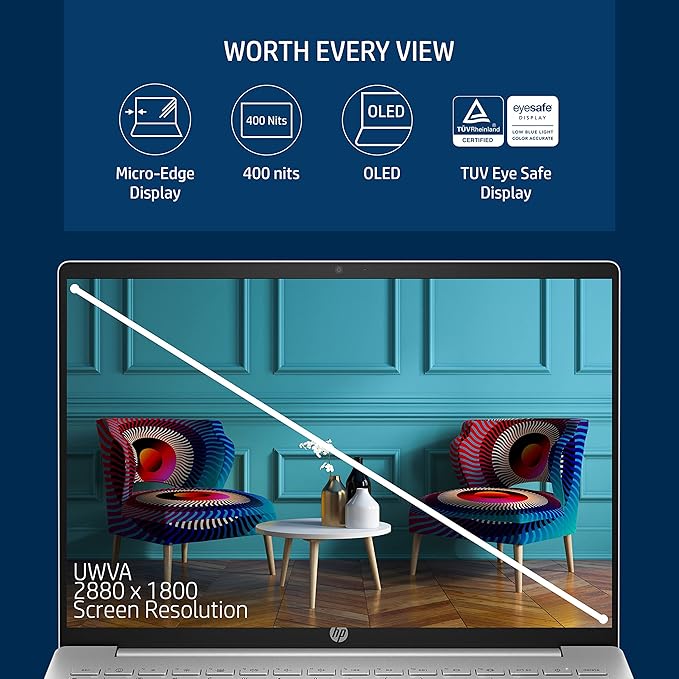 WORTH EVERY VIEW
400 Nits
OLED
TÜVRheinland
CERTIFIED
eyesafe
DISPLAY
LOW BLUE LIGHT
COLOR ACCURATE
Micro-Edge
Display
400 nits
OLED
TUV Eye Safe
Display
UWVA
2880 x 1800
Screen Resolution
hp